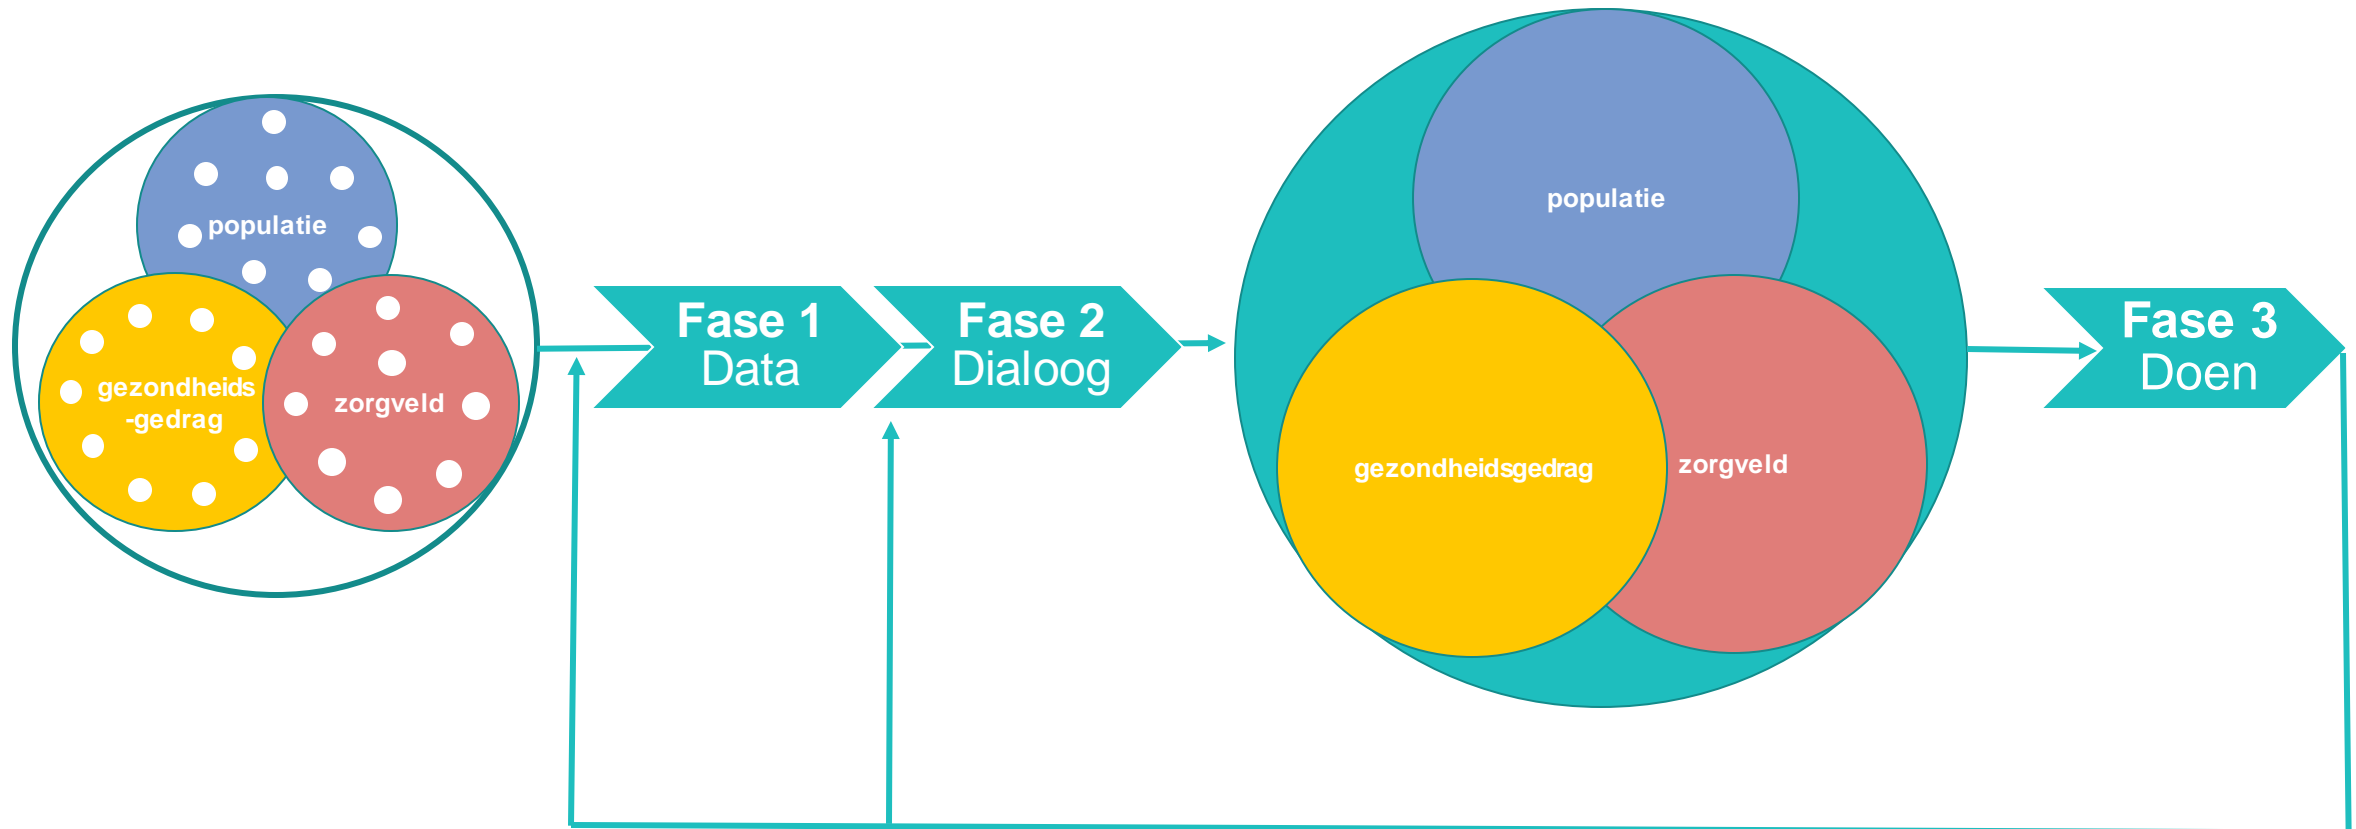 populatie
gezondheids
-gedrag
zorgveld
Fase 1
Data
Fase 2
Dialoog
populatie
gezondheidsgedrag
zorgveld
Fase 3
Doen